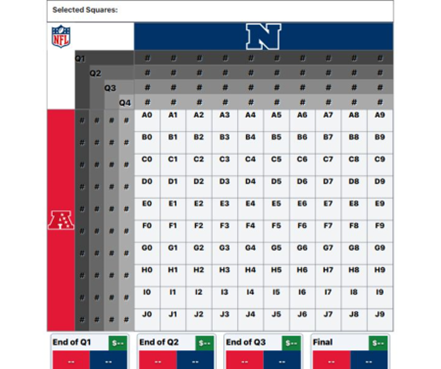 Selected Squares:
NFL
N
Q1 # # # # # # # # # #
Q2 # # # # # # # # # #
Q3 # # # # # # # # # #
Q4 # # # # # # # # # #
# # # # A0 A1 A2 A3 A4 A5 A6 A7 A8 A9
# # # # B0 B1 B2 B3 B4 B5 B6 B7 B8 B9
# # # # C0 C1 C2 C3 C4 C5 C6 C7 C8 C9
# # # # D0 D1 D2 D3 D4 D5 D6 D7 D8 D9
# # # # E0 E1 E2 E3 E4 E5 E6 E7 E8 E9
A
# # # # F0 F1 F2 F3 F4 F5 F6 F7 F8 F9
# # # # G0 G1 G2 G3 G4 G5 G6 G7 G8 G9
# # # # H0 H1 H2 H3 H4 H5 H6 H7 H8 H9
# # # # I0 I1 I2 I3 I4 I5 I6 I7 I8 I9
# # # # J0 J1 J2 J3 J4 J5 J6 J7 J8 J9
End of Q1 $-- End of Q2 $-- End of Q3 $-- Final $--
-- -- -- -- -- -- -- --